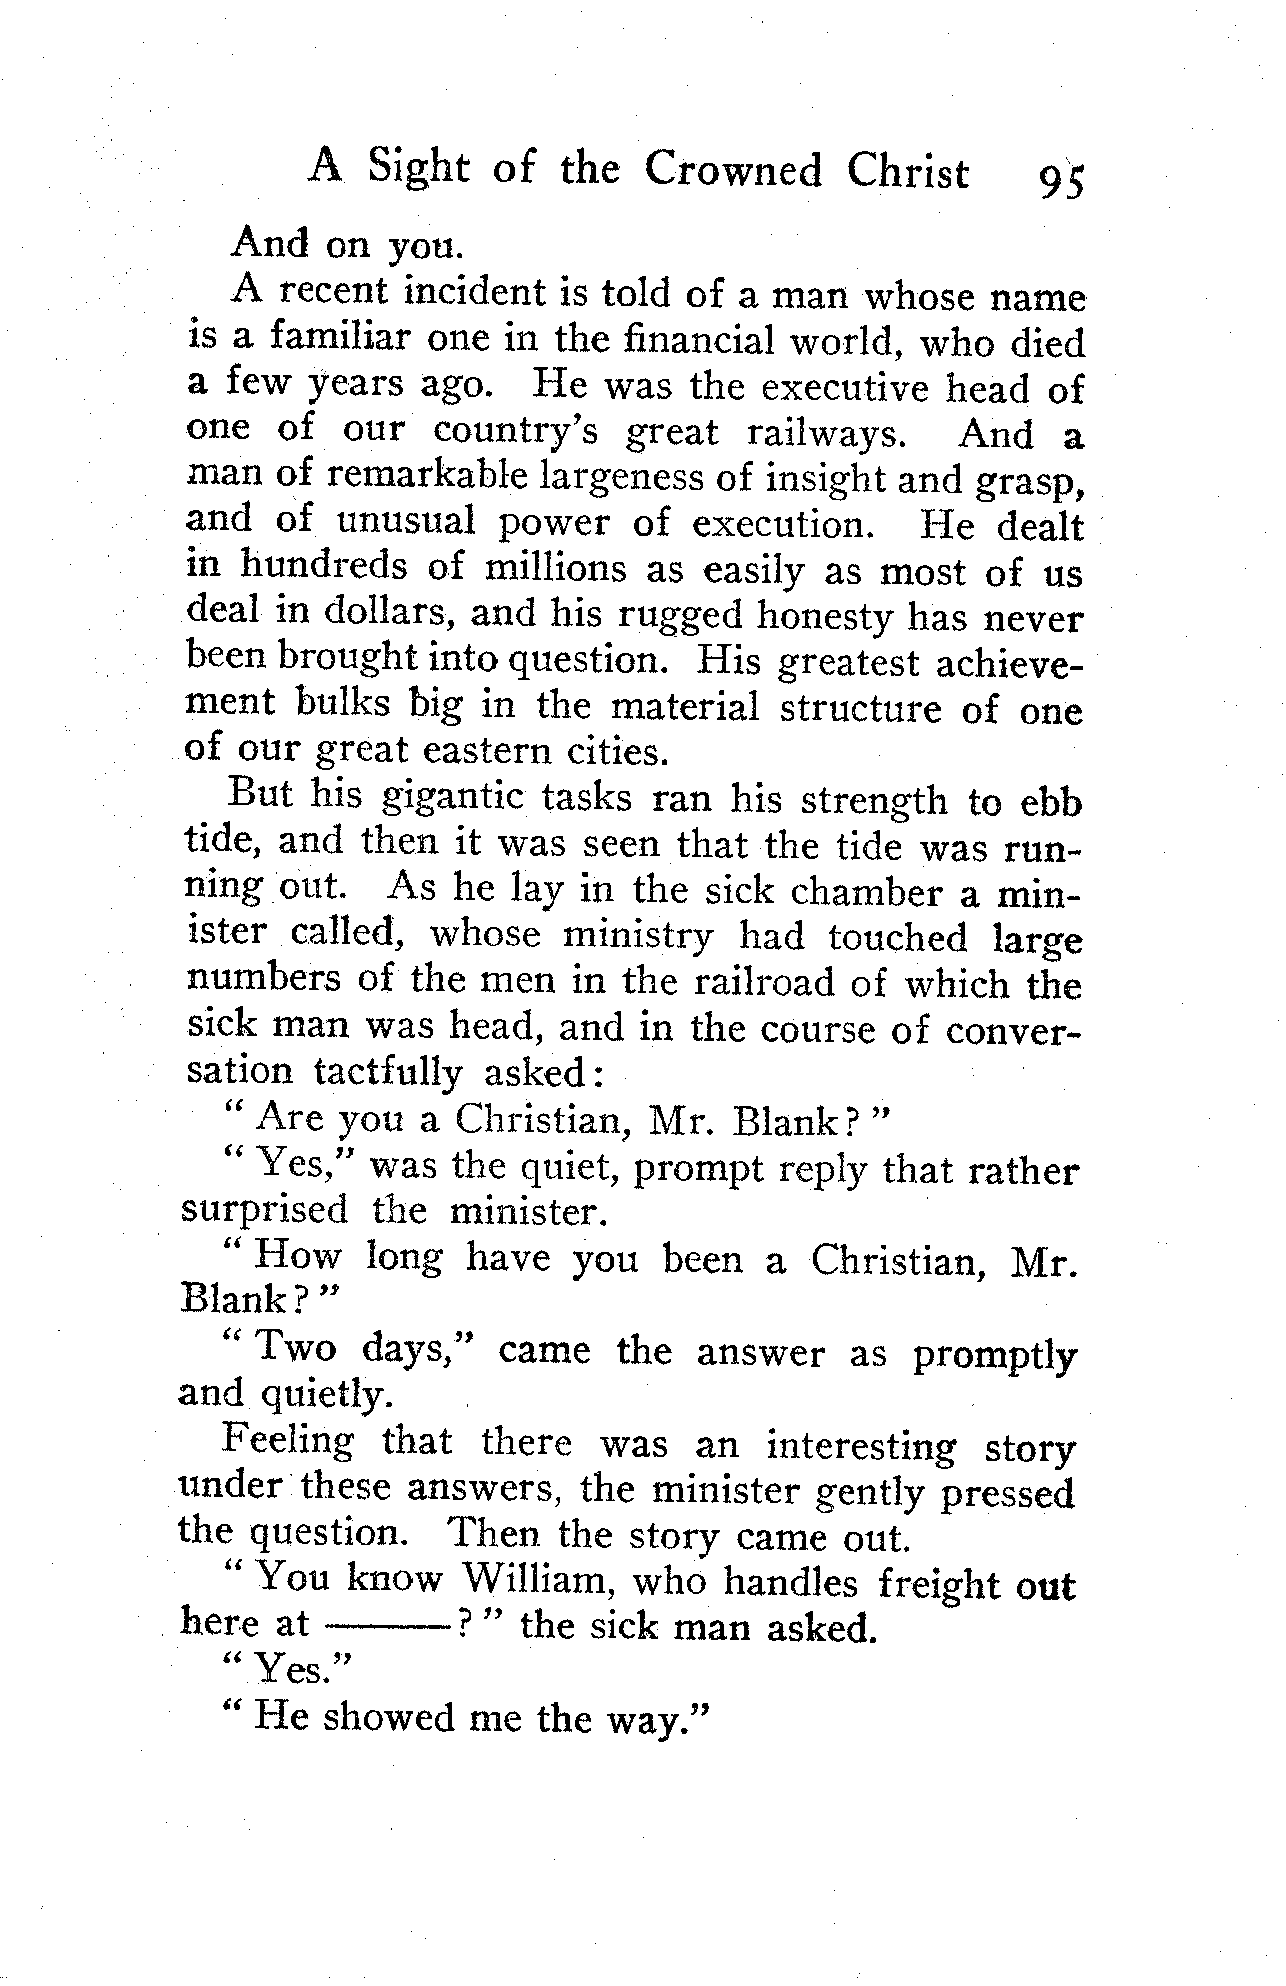 A Sight of the Crowned Christ 95
And on you.
A recent incident is told of a man whose name
is a familiar one in the financial world, who died
a few years ago. He was the executive head of
one of our country's great railways. And a
man of remarkable largeness of insight and grasp,
and of unusual power of execution. He dealt
in hundreds of millions as easily as most of us
deal in dollars, and his rugged honesty has never
been brought into question. His greatest achieve-
ment bulks big in the material structure of one
of our great eastern cities.
But his gigantic tasks ran his strength to ebb
tide, and then it was seen that the tide was run-
ning out. As he lay in the sick chamber a min-
ister called, whose ministry had touched large
numbers of the men in the railroad of which the
sick man was head, and in the course of conver-
sation tactfully asked:
" Are you a Christian, Mr. Blank? "
" Yes," was the quiet, prompt reply that rather
surprised the minister.
" How long have you been a Christian, Mr.
Blank? "
" Two days," came the answer as promptly
and quietly.
Feeling that there was an interesting story
under these answers, the minister gently pressed
the question. Then the story came out.
" You know William, who handles freight out
here at ———? " the sick man asked.
" Yes."
" He showed me the way."